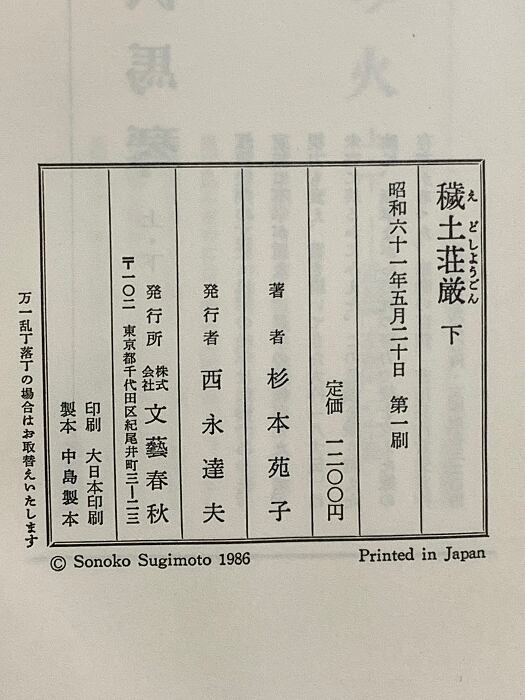 穢土荘厳 下
えどしようごん
昭和六十一年五月二十日 第一刷
定価 一二〇〇円
著者 杉本苑子
発行者 西永達夫
発行所 株式会社 文藝春秋
〒一〇二 東京都千代田区紀尾井町三―二三
印刷 大日本印刷
製本 中島製本
万一乱丁落丁の場合はお取替えいたします
© Sonoko Sugimoto 1986
Printed in Japan